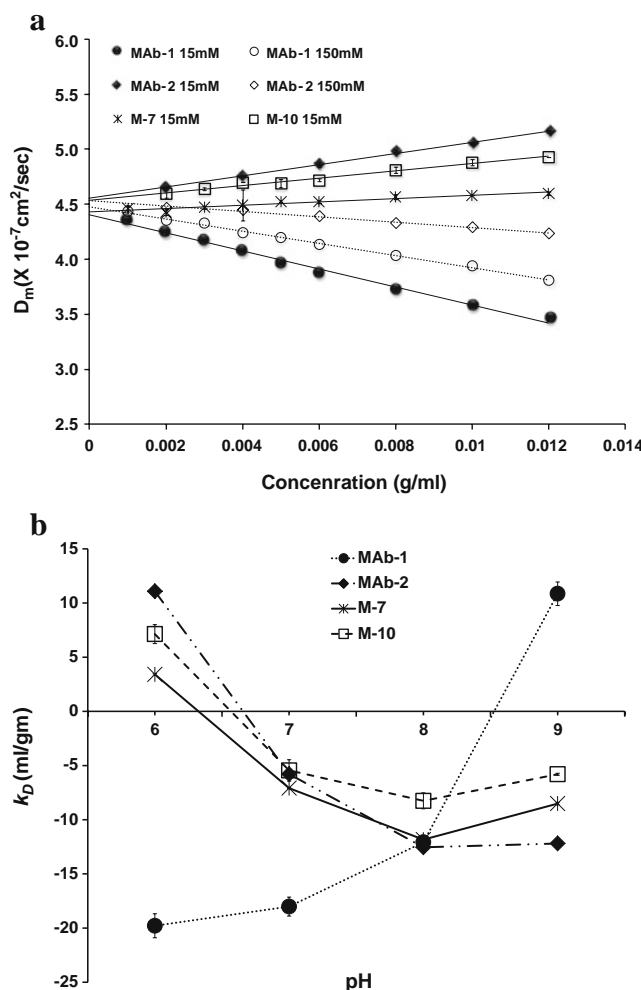 a
6.0
5.5
5.0
4.5
4.0
3.5
3.0
2.5
Dm(X 10-7cm2/sec)
MAb-1 15mM MAb-1 150mM
MAb-2 15mM MAb-2 150mM
M-7 15mM M-10 15mM
0 0.002 0.004 0.006 0.008 0.01 0.012 0.014
Concenration (g/ml)
b
15
10
5
0
-5
-10
-15
-20
-25
kD (ml/gm)
MAb-1
MAb-2
M-7
M-10
6 7 8 9
pH